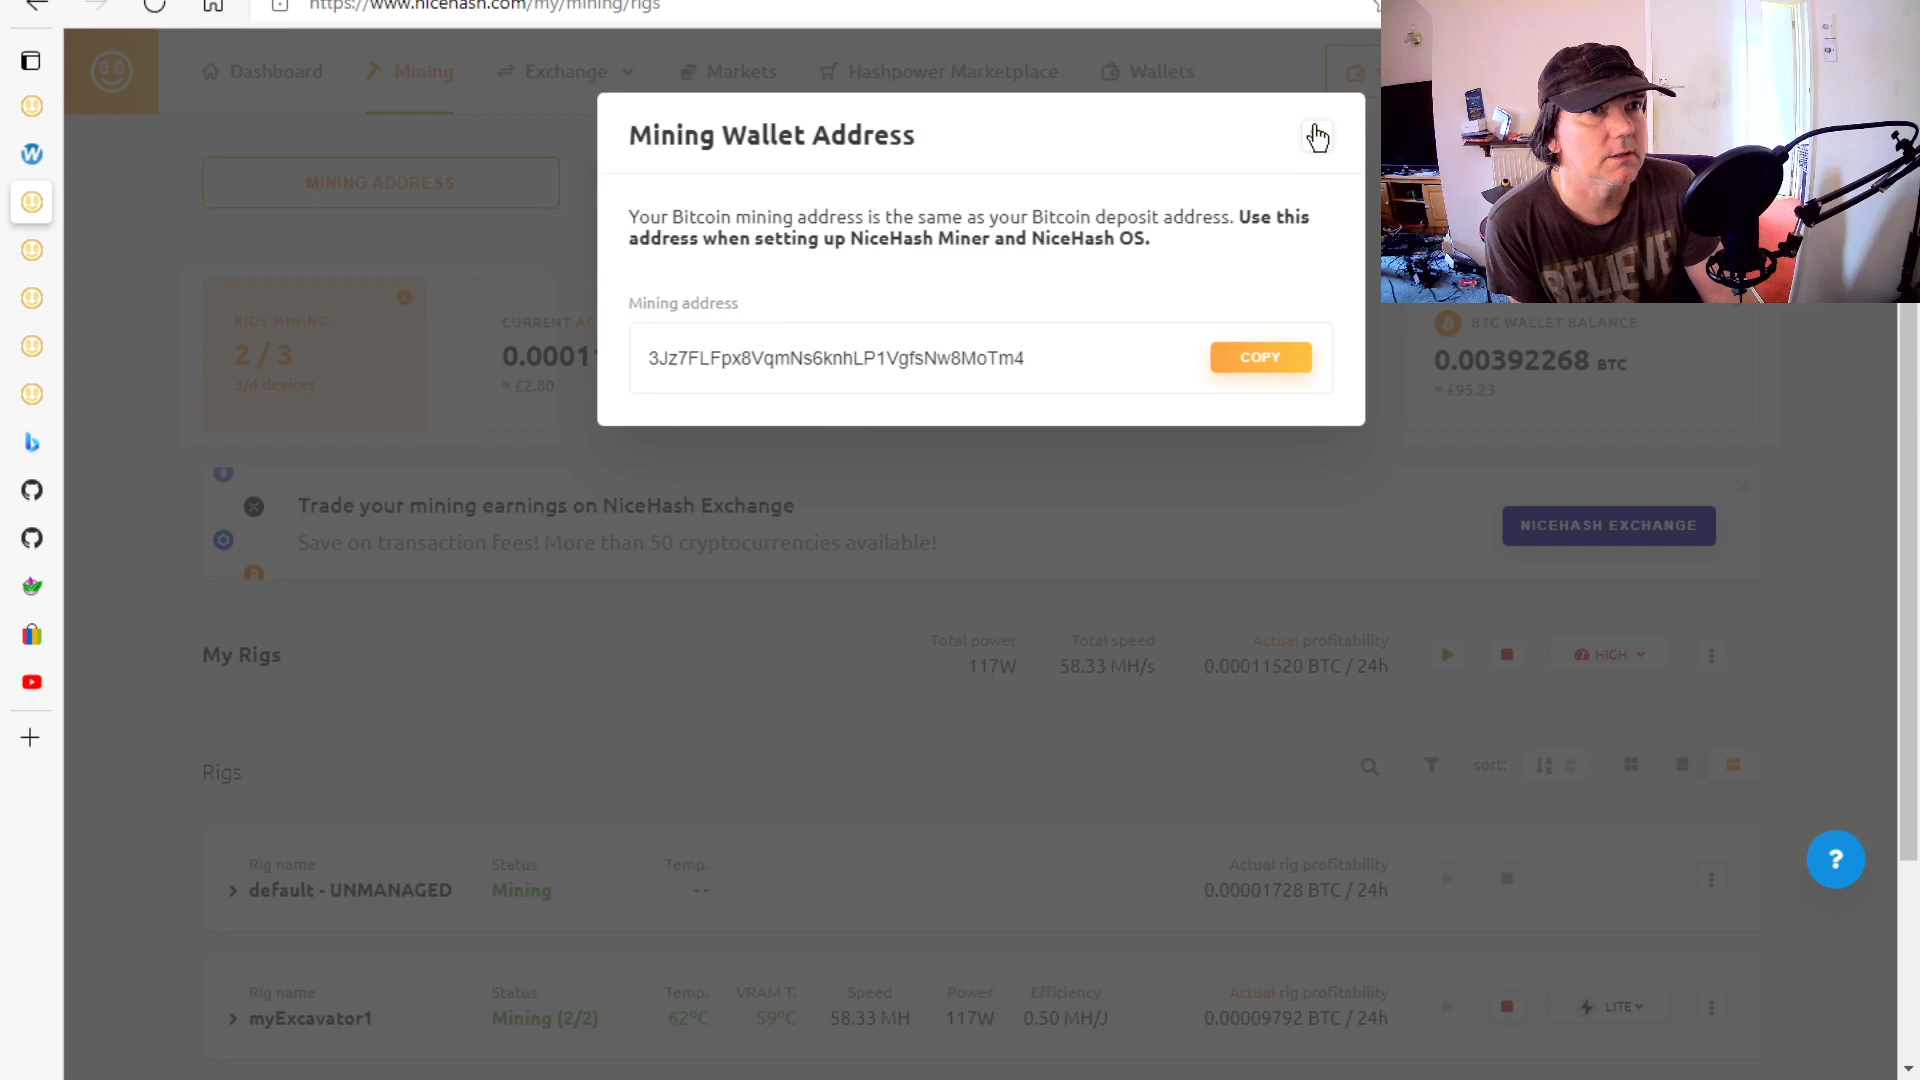 https://www.nicehash.com/my/mining/rigs
Dashboard
Mining
Exchange
Markets
Hashpower Marketplace
Wallets
MINING ADDRESS
Mining Wallet Address
Your Bitcoin mining address is the same as your Bitcoin deposit address. Use this
address when setting up NiceHash Miner and NiceHash OS.
Mining address
3Jz7FLFpx8VqmNs6knhLP1VgfsNw8MoTm4
COPY
BELIEVE
RIGS MINING
2 / 3
3/4 devices
CURRENT AC
0.00011
≈ £2.80
BTC WALLET BALANCE
0.00392268 BTC
≈ £95.23
Trade your mining earnings on NiceHash Exchange
Save on transaction fees! More than 50 cryptocurrencies available!
NICEHASH EXCHANGE
My Rigs
Total power
117W
Total speed
58.33 MH/s
Actual profitability
0.00011520 BTC / 24h
HIGH
Rigs
sort:
Rig name
default - UNMANAGED
Status
Mining
Temp.
- -
Actual rig profitability
0.00001728 BTC / 24h
?
Rig name
myExcavator1
Status
Mining (2/2)
Temp.
62°C
VRAM T.
59°C
Speed
58.33 MH
Power
117W
Efficiency
0.50 MH/J
Actual rig profitability
0.00009792 BTC / 24h
LITE